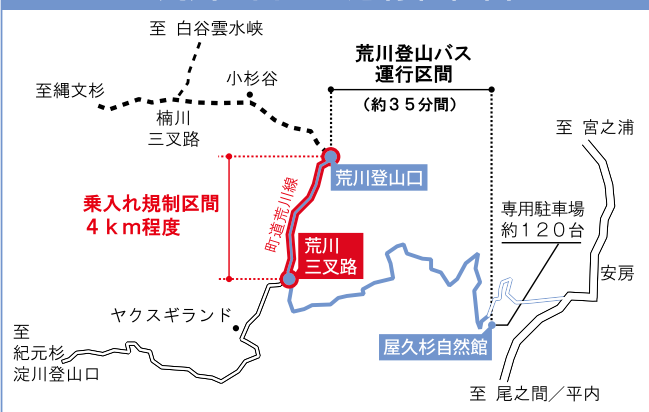 至 白谷雲水峡
荒川登山バス
運行区間
（約３５分間）
至縄文杉
小杉谷
楠川
三叉路
至 宮之浦
荒川登山口
乗入れ規制区間
４ｋｍ程度
町道荒川線
専用駐車場
約１２０台
荒川
三叉路
安房
ヤクスギランド
至
紀元杉
淀川登山口
屋久杉自然館
至 尾之間／平内